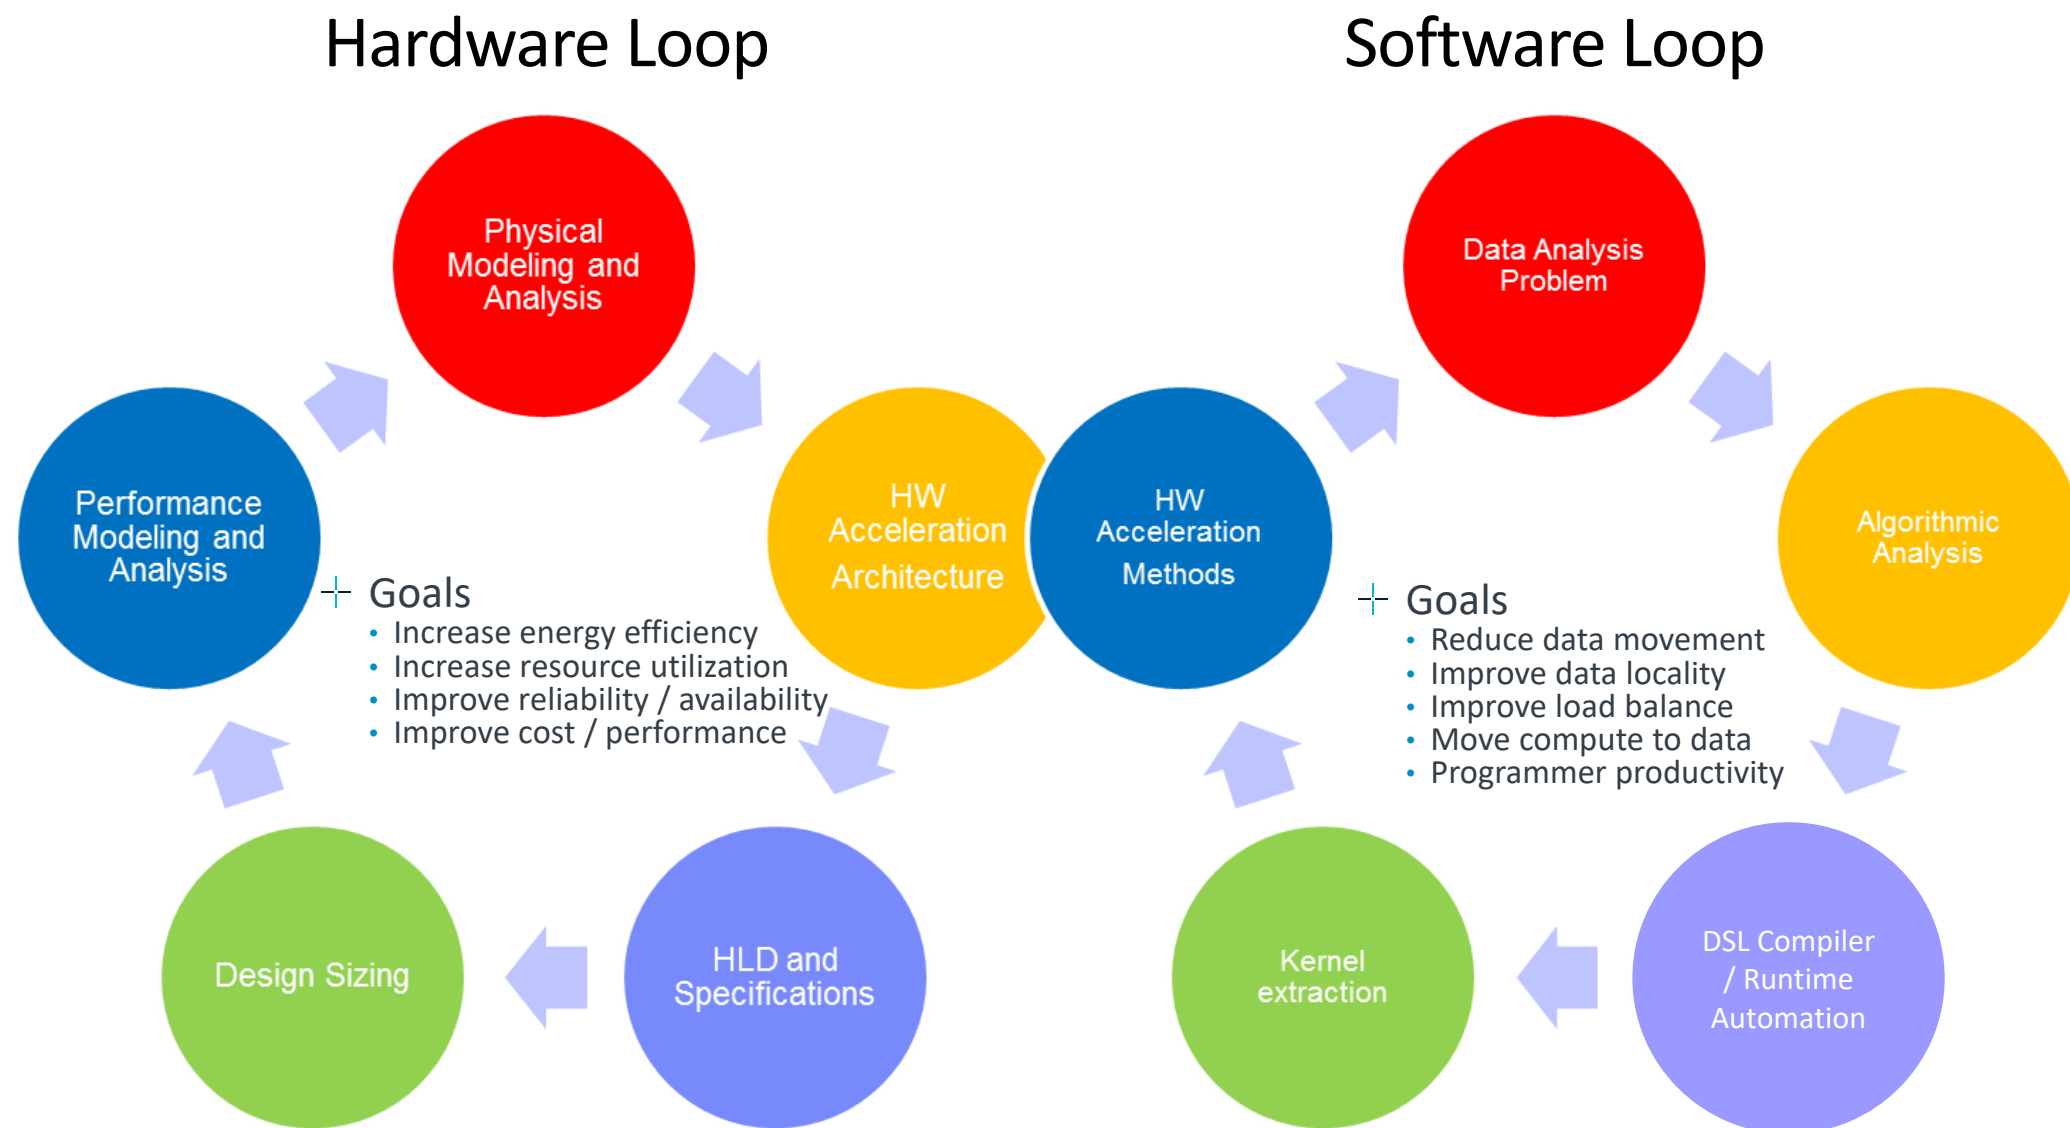 Hardware Loop
Software Loop
Physical
Modeling and
Analysis
Data Analysis
Problem
Performance
Modeling and
Analysis
HW
Acceleration
Architecture
HW
Acceleration
Methods
Algorithmic
Analysis
Goals
• Increase energy efficiency
• Increase resource utilization
• Improve reliability / availability
• Improve cost / performance
Goals
• Reduce data movement
• Improve data locality
• Improve load balance
• Move compute to data
• Programmer productivity
Design Sizing
HLD and
Specifications
Kernel
extraction
DSL Compiler
/ Runtime
Automation